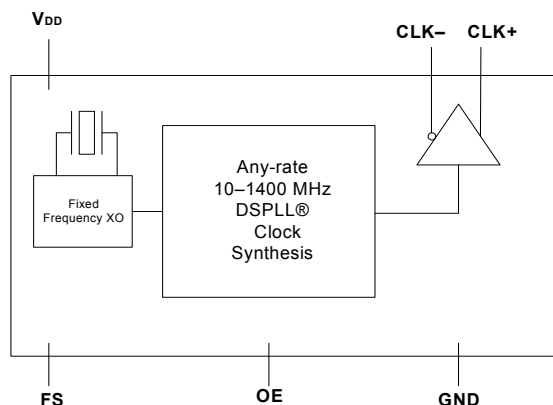 VDD
CLK– CLK+
Fixed
Frequency XO
Any-rate
10–1400 MHz
DSPLL®
Clock
Synthesis
FS OE GND